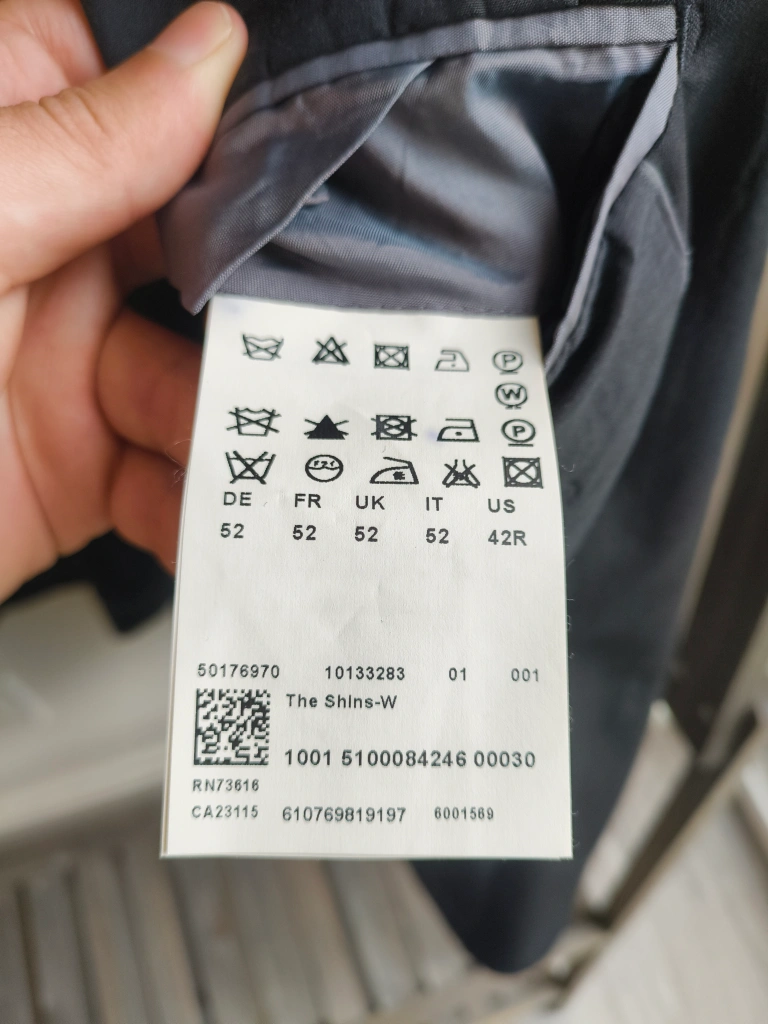 P
W
P
DE FR UK IT US
52 52 52 52 42R
50176970 10133283 01 001
The Shins-W
1001 5100084246 00030
RN73616
CA23115 610769819197 6001569